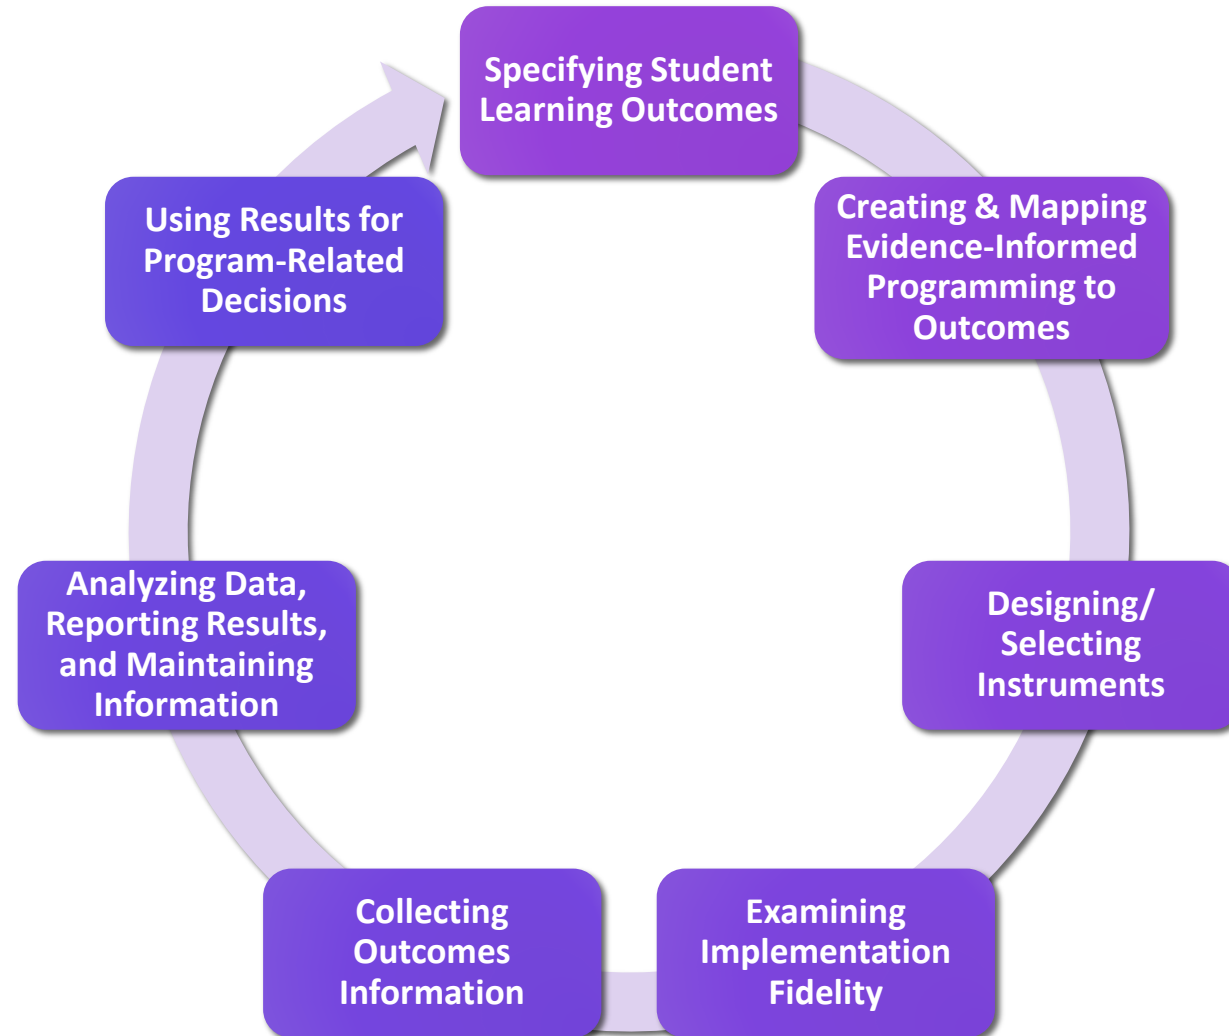 Specifying Student
Learning Outcomes
Creating & Mapping
Evidence-Informed
Programming to
Outcomes
Designing/
Selecting
Instruments
Examining
Implementation
Fidelity
Collecting
Outcomes
Information
Analyzing Data,
Reporting Results,
and Maintaining
Information
Using Results for
Program-Related
Decisions